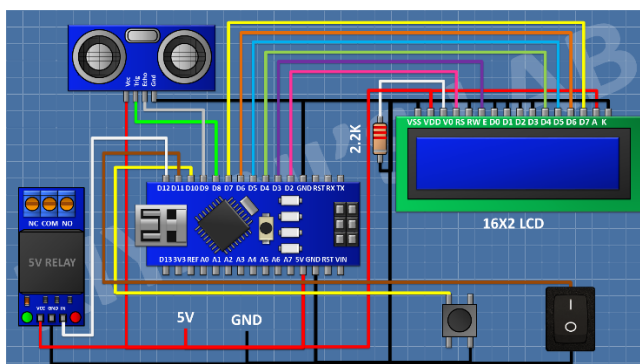 Vcc Trig Echo Gnd
2.2K
VSS VDD V0 RS RW E D0 D1 D2 D3 D4 D5 D6 D7 A K
16X2 LCD
D12 D11 D10 D9 D8 D7 D6 D5 D4 D3 D2 GND RST RX TX
D13 3V3 REF A0 A1 A2 A3 A4 A5 A6 A7 5V GND RST VIN
NC COM NO
5V RELAY
VCC GND IN
5V
GND
I
O